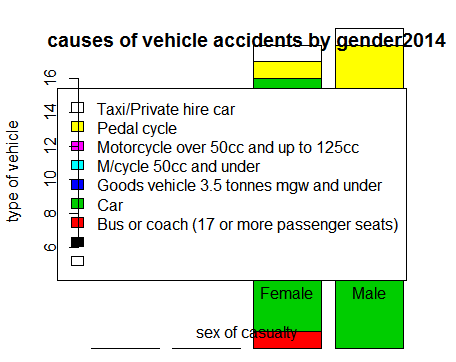 causes of vehicle accidents by gender2014
type of vehicle
16
14
12
10
8
6
Taxi/Private hire car
Pedal cycle
Motorcycle over 50cc and up to 125cc
M/cycle 50cc and under
Goods vehicle 3.5 tonnes mgw and under
Car
Bus or coach (17 or more passenger seats)
Female
Male
sex of casualty